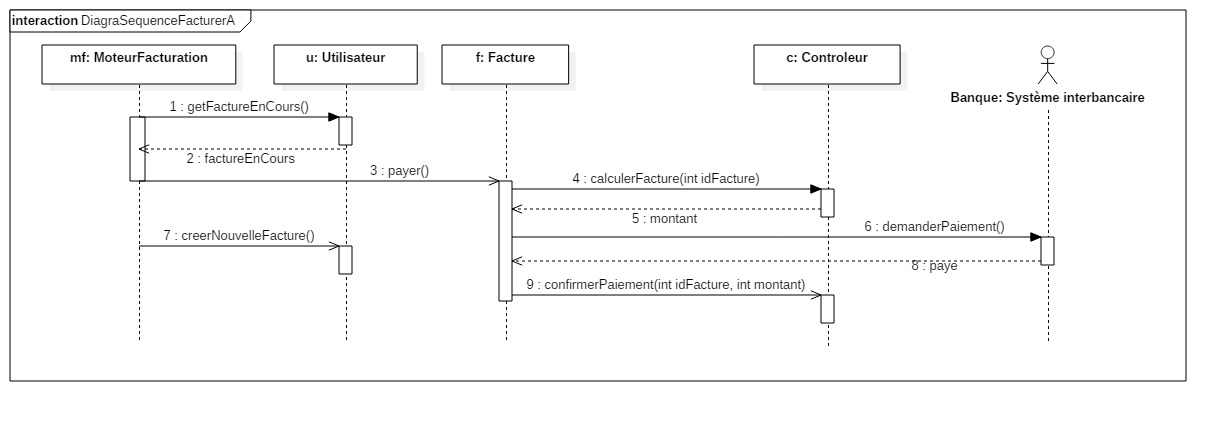 interaction DiagraSequenceFacturerA
mf: MoteurFacturation
u: Utilisateur
f: Facture
c: Controleur
Banque: Système interbancaire
1 : getFactureEnCours()
2 : factureEnCours
3 : payer()
4 : calculerFacture(int idFacture)
5 : montant
6 : demanderPaiement()
7 : creerNouvelleFacture()
8 : paye
9 : confirmerPaiement(int idFacture, int montant)